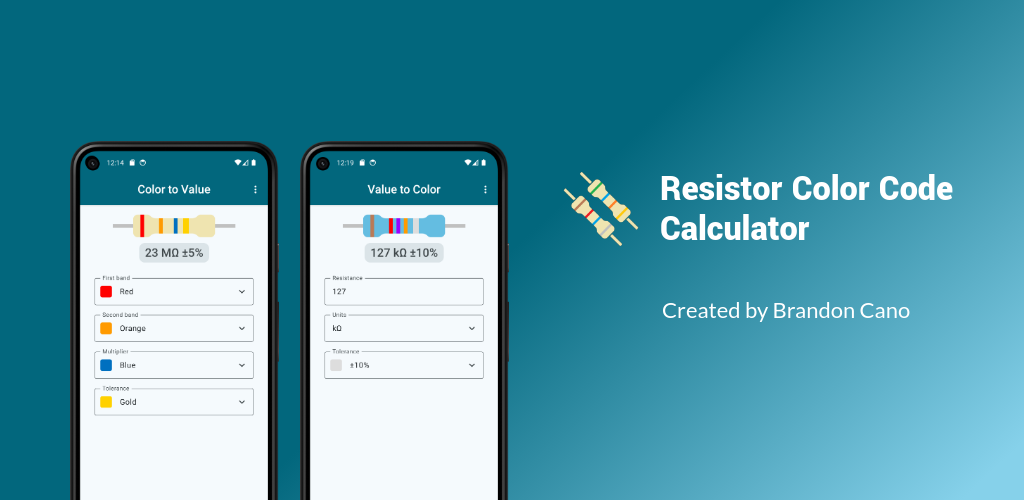 12:14
Color to Value
23 MΩ ±5%
First band
Red
Second band
Orange
Multiplier
Blue
Tolerance
Gold
12:19
Value to Color
127 kΩ ±10%
Resistance
127
Units
kΩ
Tolerance
±10%
Resistor Color Code
Calculator
Created by Brandon Cano